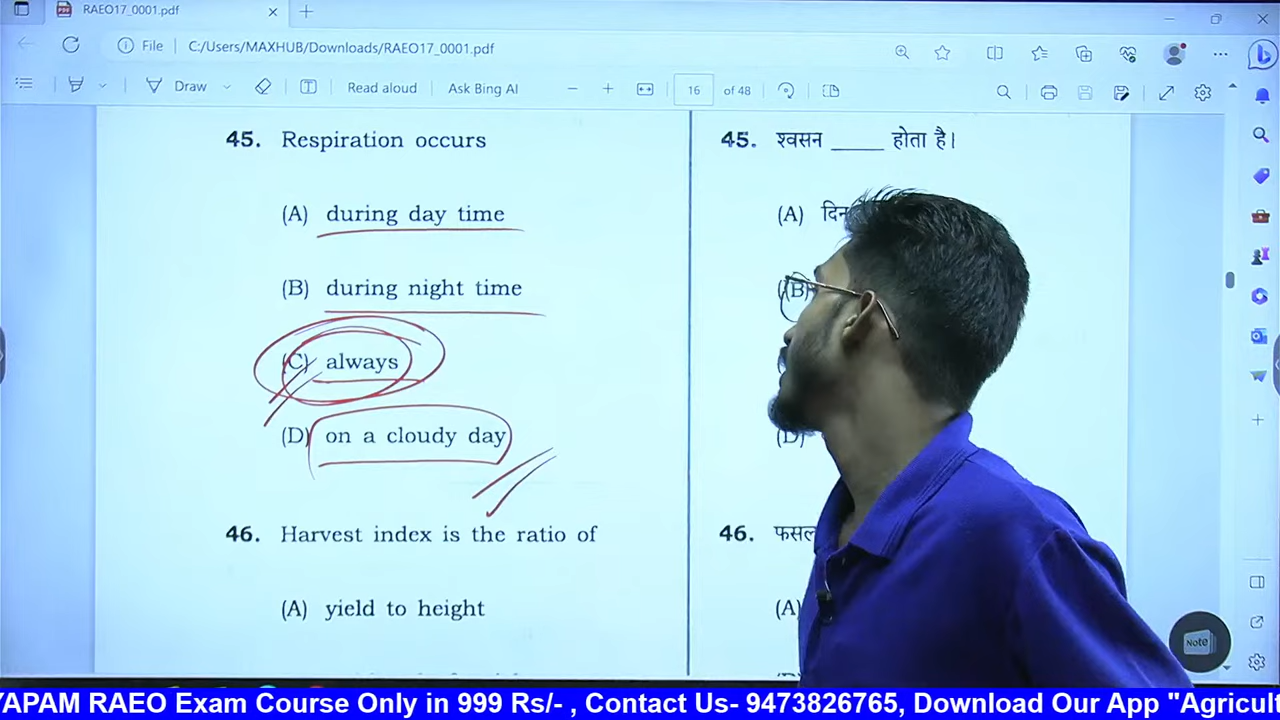 RAEO17_0001.pdf
File
C:/Users/MAXHUB/Downloads/RAEO17_0001.pdf
Draw
Read aloud
Ask Bing AI
16
of 48
45. Respiration occurs
(A) during day time
(B) during night time
(C) always
(D) on a cloudy day
46. Harvest index is the ratio of
(A) yield to height
45. श्वसन _____ होता है।
(A) दिन
(B)
(D)
46. फसल
(A)
Note
YAPAM RAEO Exam Course Only in 999 Rs/- , Contact Us- 9473826765, Download Our App "Agricul